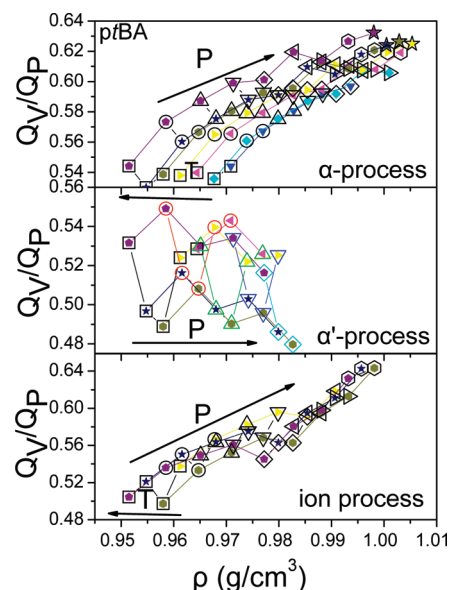 ptBA
0.64
0.62
0.60
0.58
0.56
0.54
0.56
Q_V/Q_P
P
T
α-process
0.54
0.52
0.50
0.48
Q_V/Q_P
P
α'-process
0.64
0.60
0.56
0.52
0.48
Q_V/Q_P
P
T
ion process
0.95 0.96 0.97 0.98 0.99 1.00 1.01
ρ (g/cm³)